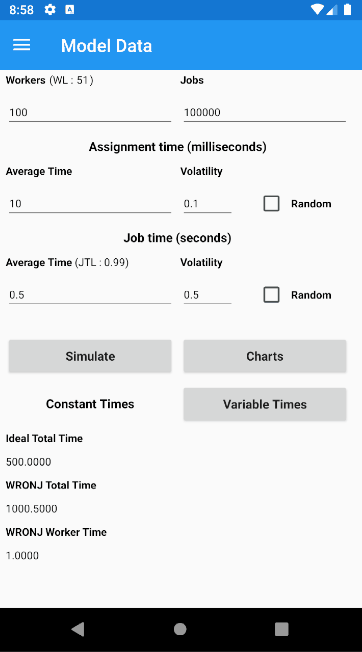 8:58
Model Data
Workers (WL : 51) Jobs
100 100000
Assignment time (milliseconds)
Average Time Volatility
10 0.1 Random
Job time (seconds)
Average Time (JTL : 0.99) Volatility
0.5 0.5 Random
Simulate Charts
Constant Times Variable Times
Ideal Total Time
500.0000
WRONJ Total Time
1000.5000
WRONJ Worker Time
1.0000